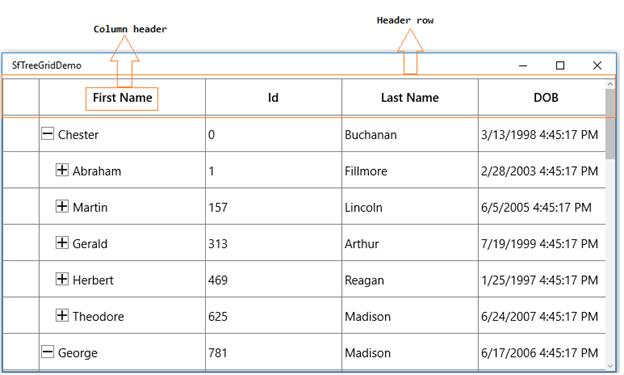 Header row
Column header
SfTreeGridDemo
First Name Id Last Name DOB
Chester 0 Buchanan 3/13/1998 4:45:17 PM
Abraham 1 Fillmore 2/28/2003 4:45:17 PM
Martin 157 Lincoln 6/5/2005 4:45:17 PM
Gerald 313 Arthur 7/19/1999 4:45:17 PM
Herbert 469 Reagan 1/25/1997 4:45:17 PM
Theodore 625 Madison 6/24/2007 4:45:17 PM
George 781 Madison 6/17/2006 4:45:17 PM